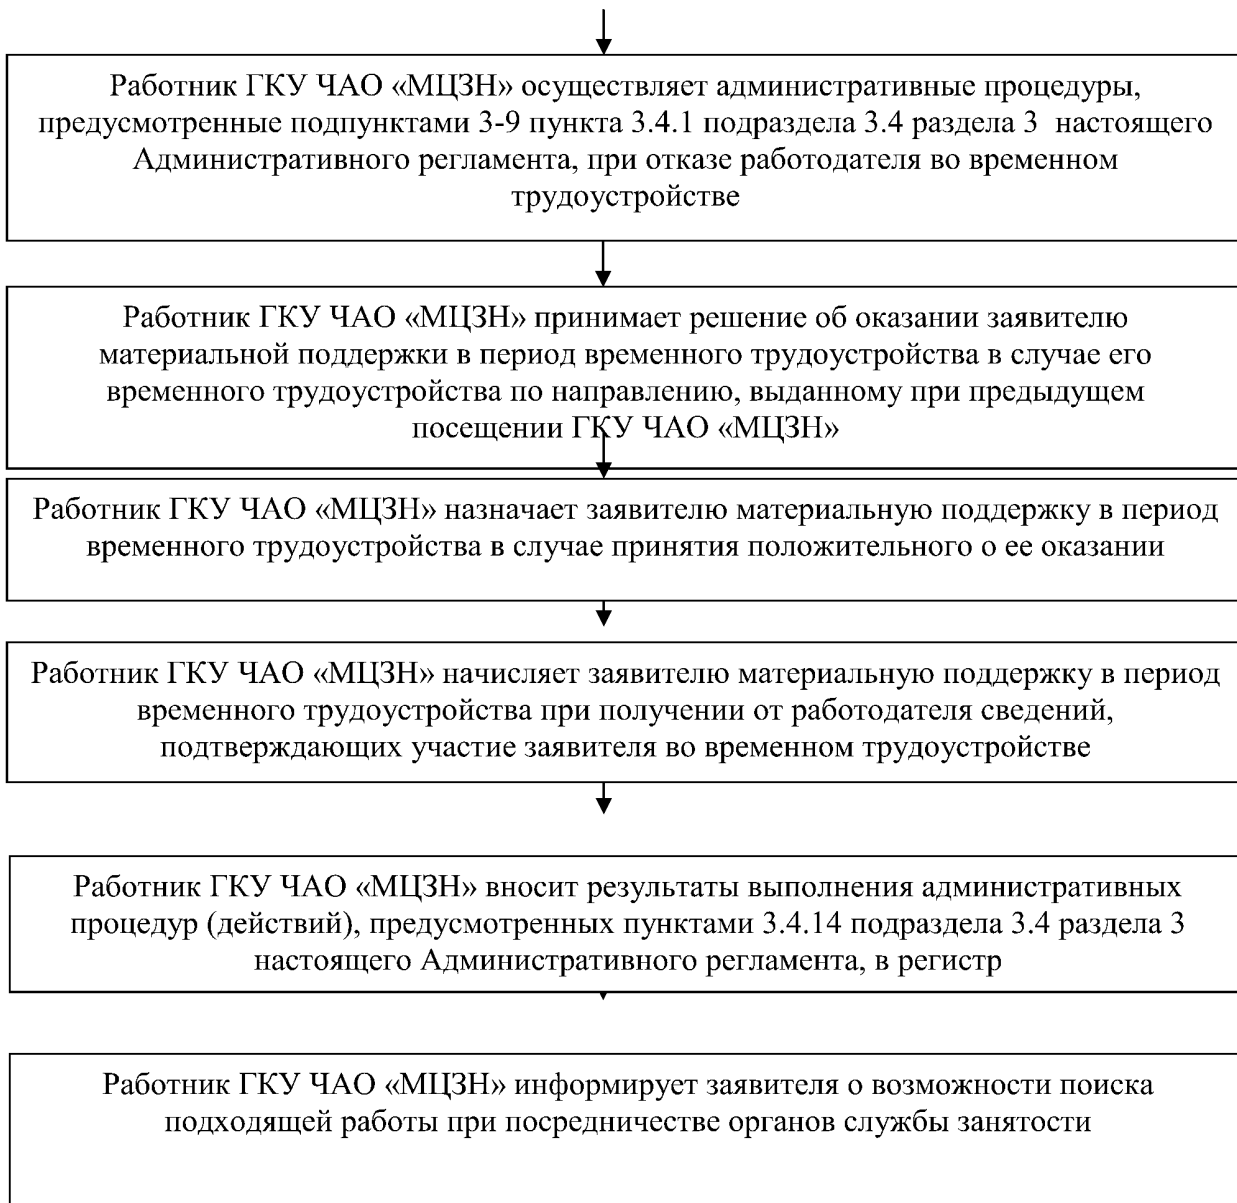 Работник ГКУ ЧАО «МЦЗН» осуществляет административные процедуры,
предусмотренные подпунктами 3-9 пункта 3.4.1 подраздела 3.4 раздела 3 настоящего
Административного регламента, при отказе работодателя во временном
трудоустройстве
Работник ГКУ ЧАО «МЦЗН» принимает решение об оказании заявителю
материальной поддержки в период временного трудоустройства в случае его
временного трудоустройства по направлению, выданному при предыдущем
посещении ГКУ ЧАО «МЦЗН»
Работник ГКУ ЧАО «МЦЗН» назначает заявителю материальную поддержку в период
временного трудоустройства в случае принятия положительного о ее оказании
Работник ГКУ ЧАО «МЦЗН» начисляет заявителю материальную поддержку в период
временного трудоустройства при получении от работодателя сведений,
подтверждающих участие заявителя во временном трудоустройстве
Работник ГКУ ЧАО «МЦЗН» вносит результаты выполнения административных
процедур (действий), предусмотренных пунктами 3.4.14 подраздела 3.4 раздела 3
настоящего Административного регламента, в регистр
Работник ГКУ ЧАО «МЦЗН» информирует заявителя о возможности поиска
подходящей работы при посредничестве органов службы занятости